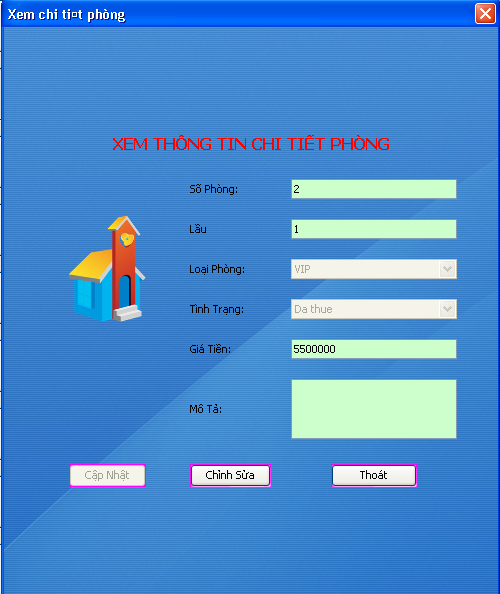 Xem chi ti¤t phòng
XEM THÔNG TIN CHI TIẾT PHÒNG
Số Phòng: 2
Lầu 1
Loại Phòng: VIP
Tình Trạng: Da thue
Giá Tiền: 5500000
Mô Tả:
Cập Nhật Chỉnh Sửa Thoát